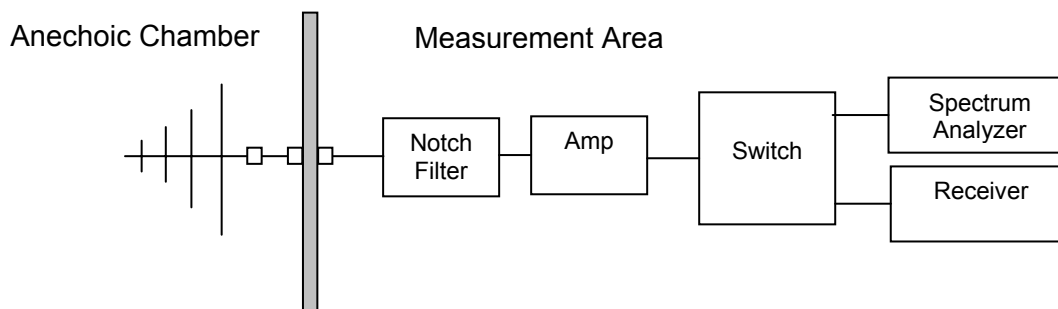 Anechoic Chamber
Measurement Area
Notch
Filter
Amp
Switch
Spectrum
Analyzer
Receiver